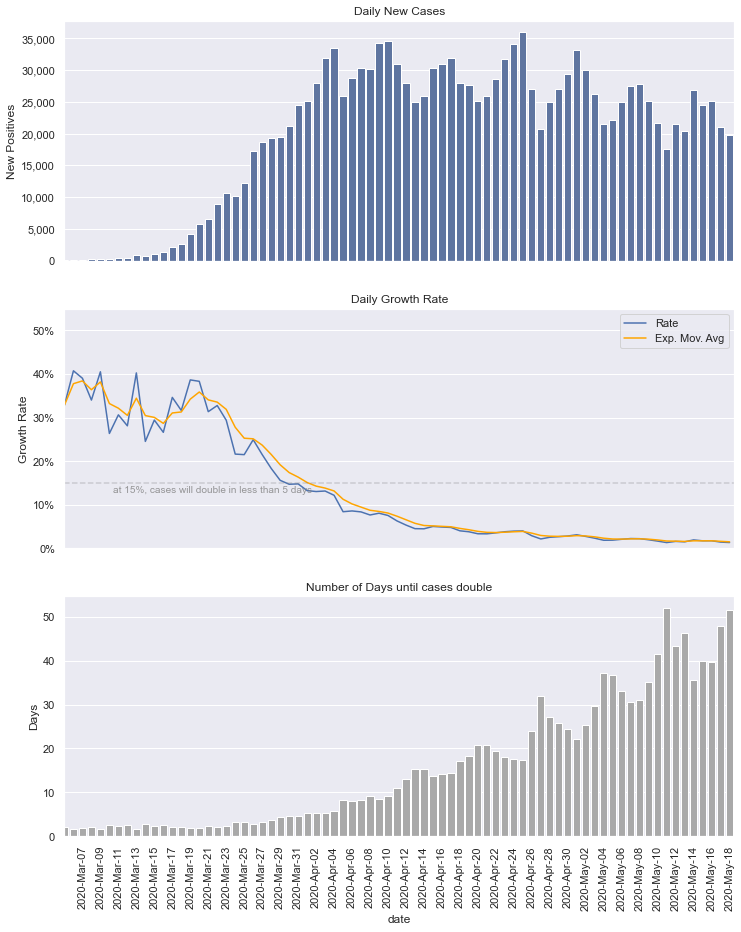 Daily New Cases
35,000
30,000
25,000
20,000
15,000
10,000
5,000
0
New Positives
Daily Growth Rate
50%
40%
30%
20%
10%
0%
Growth Rate
Rate
Exp. Mov. Avg
at 15%, cases will double in less than 5 days
Number of Days until cases double
50
40
30
20
10
0
Days
2020-Mar-07
2020-Mar-09
2020-Mar-11
2020-Mar-13
2020-Mar-15
2020-Mar-17
2020-Mar-19
2020-Mar-21
2020-Mar-23
2020-Mar-25
2020-Mar-27
2020-Mar-29
2020-Mar-31
2020-Apr-02
2020-Apr-04
2020-Apr-06
2020-Apr-08
2020-Apr-10
2020-Apr-12
2020-Apr-14
2020-Apr-16
2020-Apr-18
2020-Apr-20
2020-Apr-22
2020-Apr-24
2020-Apr-26
2020-Apr-28
2020-Apr-30
2020-May-02
2020-May-04
2020-May-06
2020-May-08
2020-May-10
2020-May-12
2020-May-14
2020-May-16
2020-May-18
date